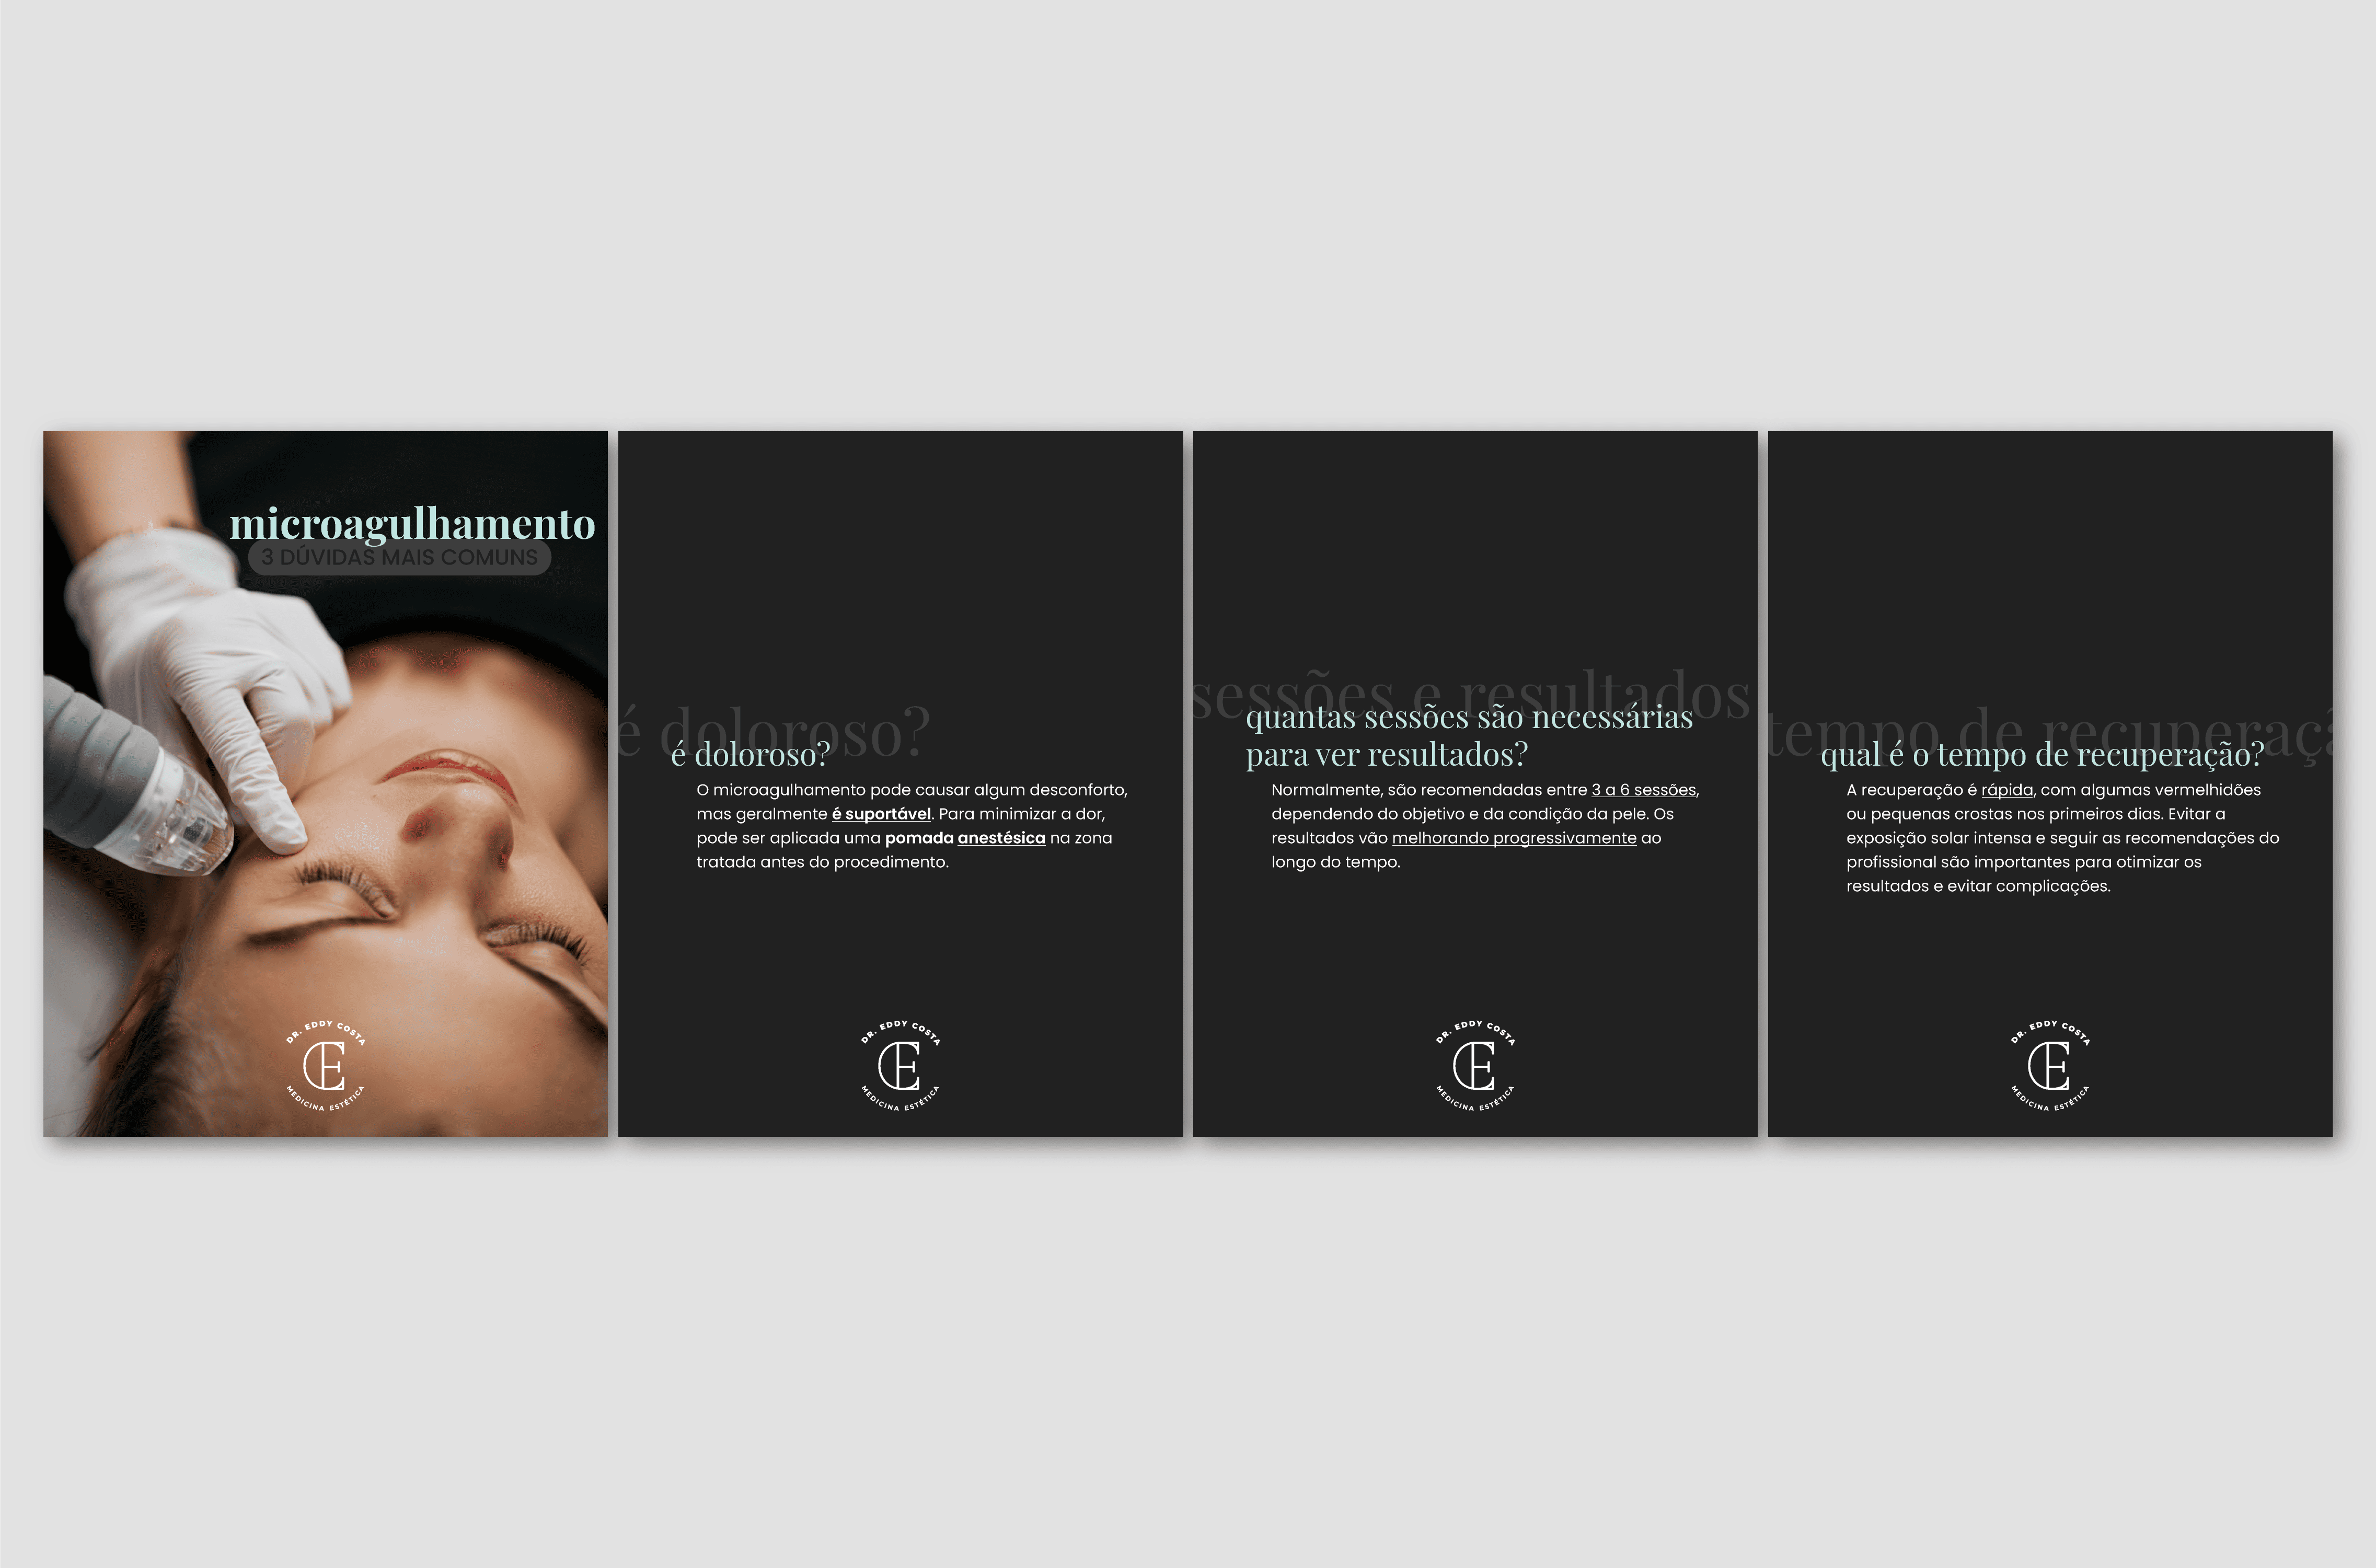 microagulhamento
3 DÚVIDAS MAIS COMUNS
DR. EDDY COSTA
CE
MEDICINA ESTÉTICA
é doloroso?
é doloroso?
O microagulhamento pode causar algum desconforto,
mas geralmente é suportável. Para minimizar a dor,
pode ser aplicada uma pomada anestésica na zona
tratada antes do procedimento.
DR. EDDY COSTA
CE
MEDICINA ESTÉTICA
sessões e resultados
quantas sessões são necessárias
para ver resultados?
Normalmente, são recomendadas entre 3 a 6 sessões,
dependendo do objetivo e da condição da pele. Os
resultados vão melhorando progressivamente ao
longo do tempo.
DR. EDDY COSTA
CE
MEDICINA ESTÉTICA
tempo de recuperaçã
qual é o tempo de recuperação?
A recuperação é rápida, com algumas vermelhidões
ou pequenas crostas nos primeiros dias. Evitar a
exposição solar intensa e seguir as recomendações do
profissional são importantes para otimizar os
resultados e evitar complicações.
DR. EDDY COSTA
CE
MEDICINA ESTÉTICA